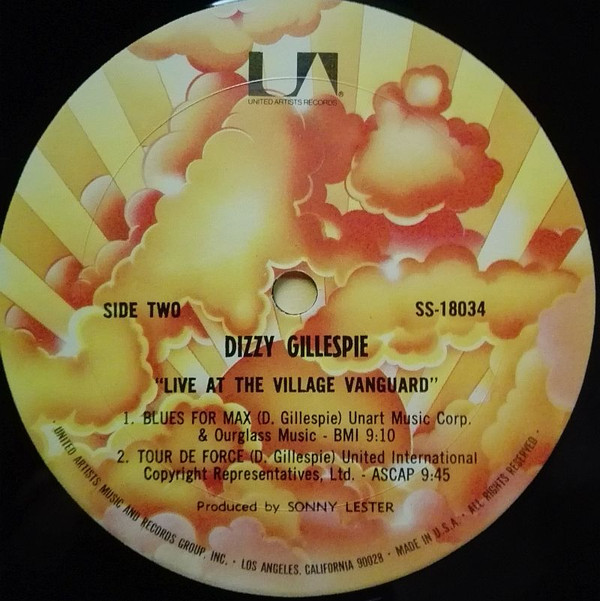 UA
UNITED ARTISTS RECORDS ®
SIDE TWO
SS-18034
DIZZY GILLESPIE
"LIVE AT THE VILLAGE VANGUARD"
1. BLUES FOR MAX (D. Gillespie) Unart Music Corp.
& Ourglass Music - BMI 9:10
2. TOUR DE FORCE (D. Gillespie) United International
Copyright Representatives, Ltd. - ASCAP 9:45
Produced by SONNY LESTER
· UNITED ARTISTS MUSIC AND RECORDS GROUP, INC. · LOS ANGELES, CALIFORNIA 90028 · MADE IN U.S.A. · ALL RIGHTS RESERVED ·